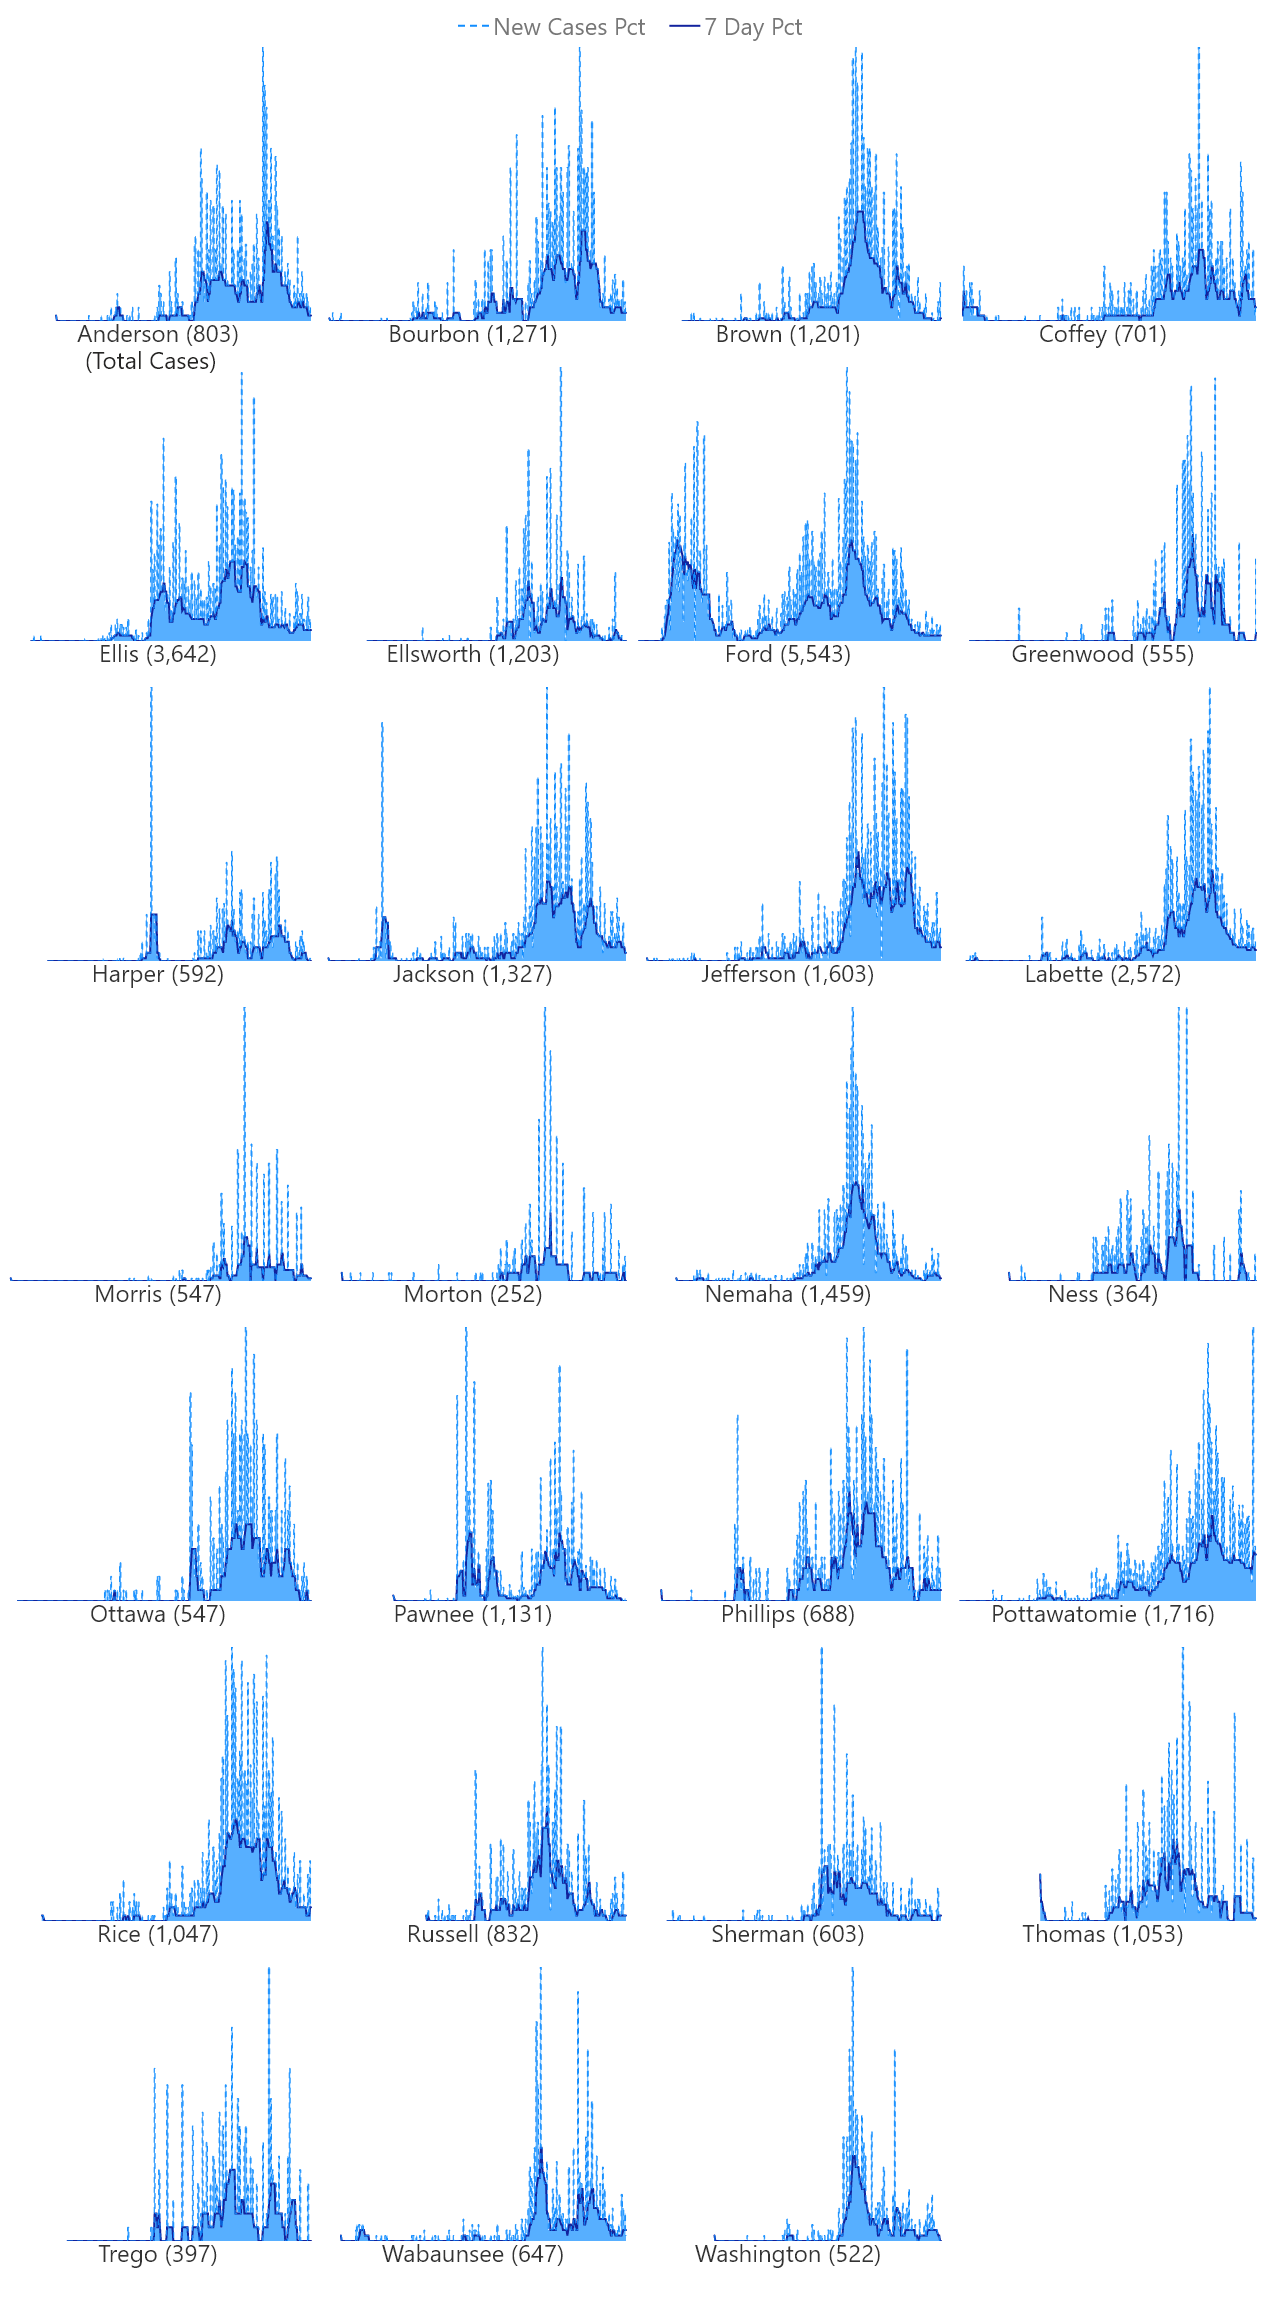 New Cases Pct 7 Day Pct
Anderson (803) Bourbon (1,271) Brown (1,201) Coffey (701)
(Total Cases)
Ellis (3,642) Ellsworth (1,203) Ford (5,543) Greenwood (555)
Harper (592) Jackson (1,327) Jefferson (1,603) Labette (2,572)
Morris (547) Morton (252) Nemaha (1,459) Ness (364)
Ottawa (547) Pawnee (1,131) Phillips (688) Pottawatomie (1,716)
Rice (1,047) Russell (832) Sherman (603) Thomas (1,053)
Trego (397) Wabaunsee (647) Washington (522)